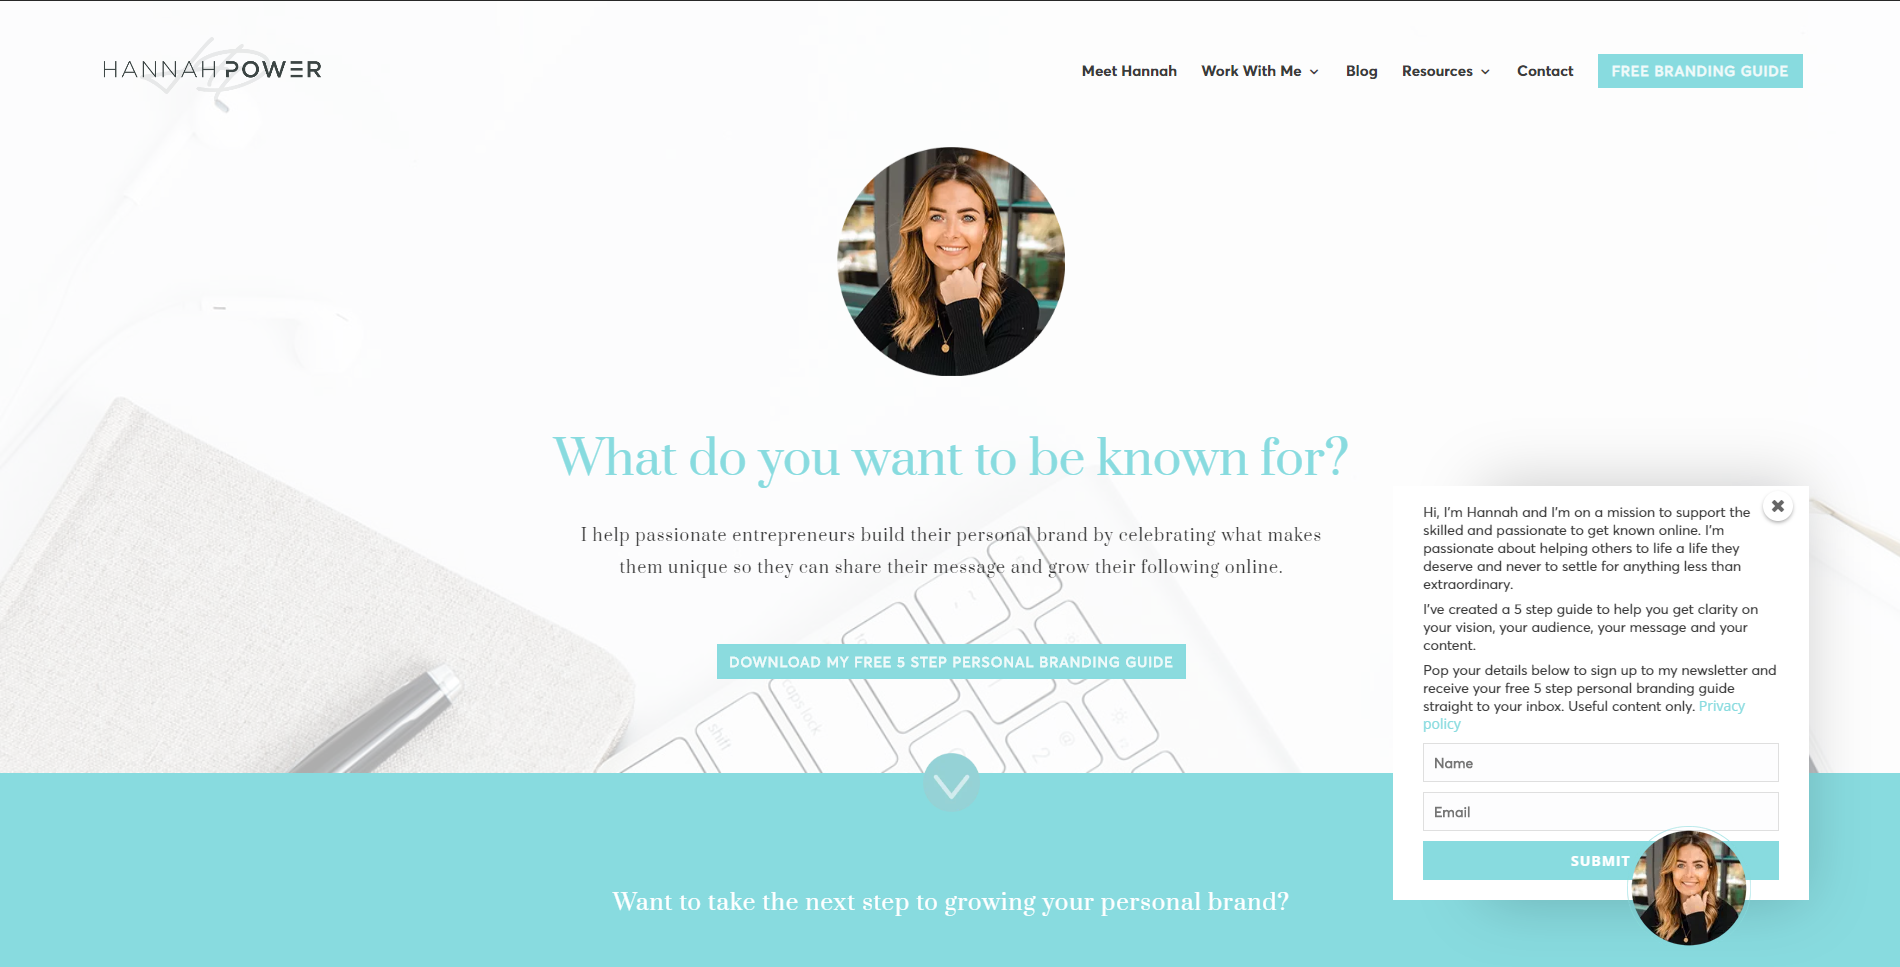 HANNAH POWER
Meet Hannah Work With Me Blog Resources Contact FREE BRANDING GUIDE
What do you want to be known for?
I help passionate entrepreneurs build their personal brand by celebrating what makes
them unique so they can share their message and grow their following online.
DOWNLOAD MY FREE 5 STEP PERSONAL BRANDING GUIDE
caps lock
shift
2
@
Want to take the next step to growing your personal brand?
Hi, I'm Hannah and I'm on a mission to support the
skilled and passionate to get known online. I'm
passionate about helping others to life a life they
deserve and never to settle for anything less than
extraordinary.
I've created a 5 step guide to help you get clarity on
your vision, your audience, your message and your
content.
Pop your details below to sign up to my newsletter and
receive your free 5 step personal branding guide
straight to your inbox. Useful content only. Privacy
policy
Name
Email
SUBMIT